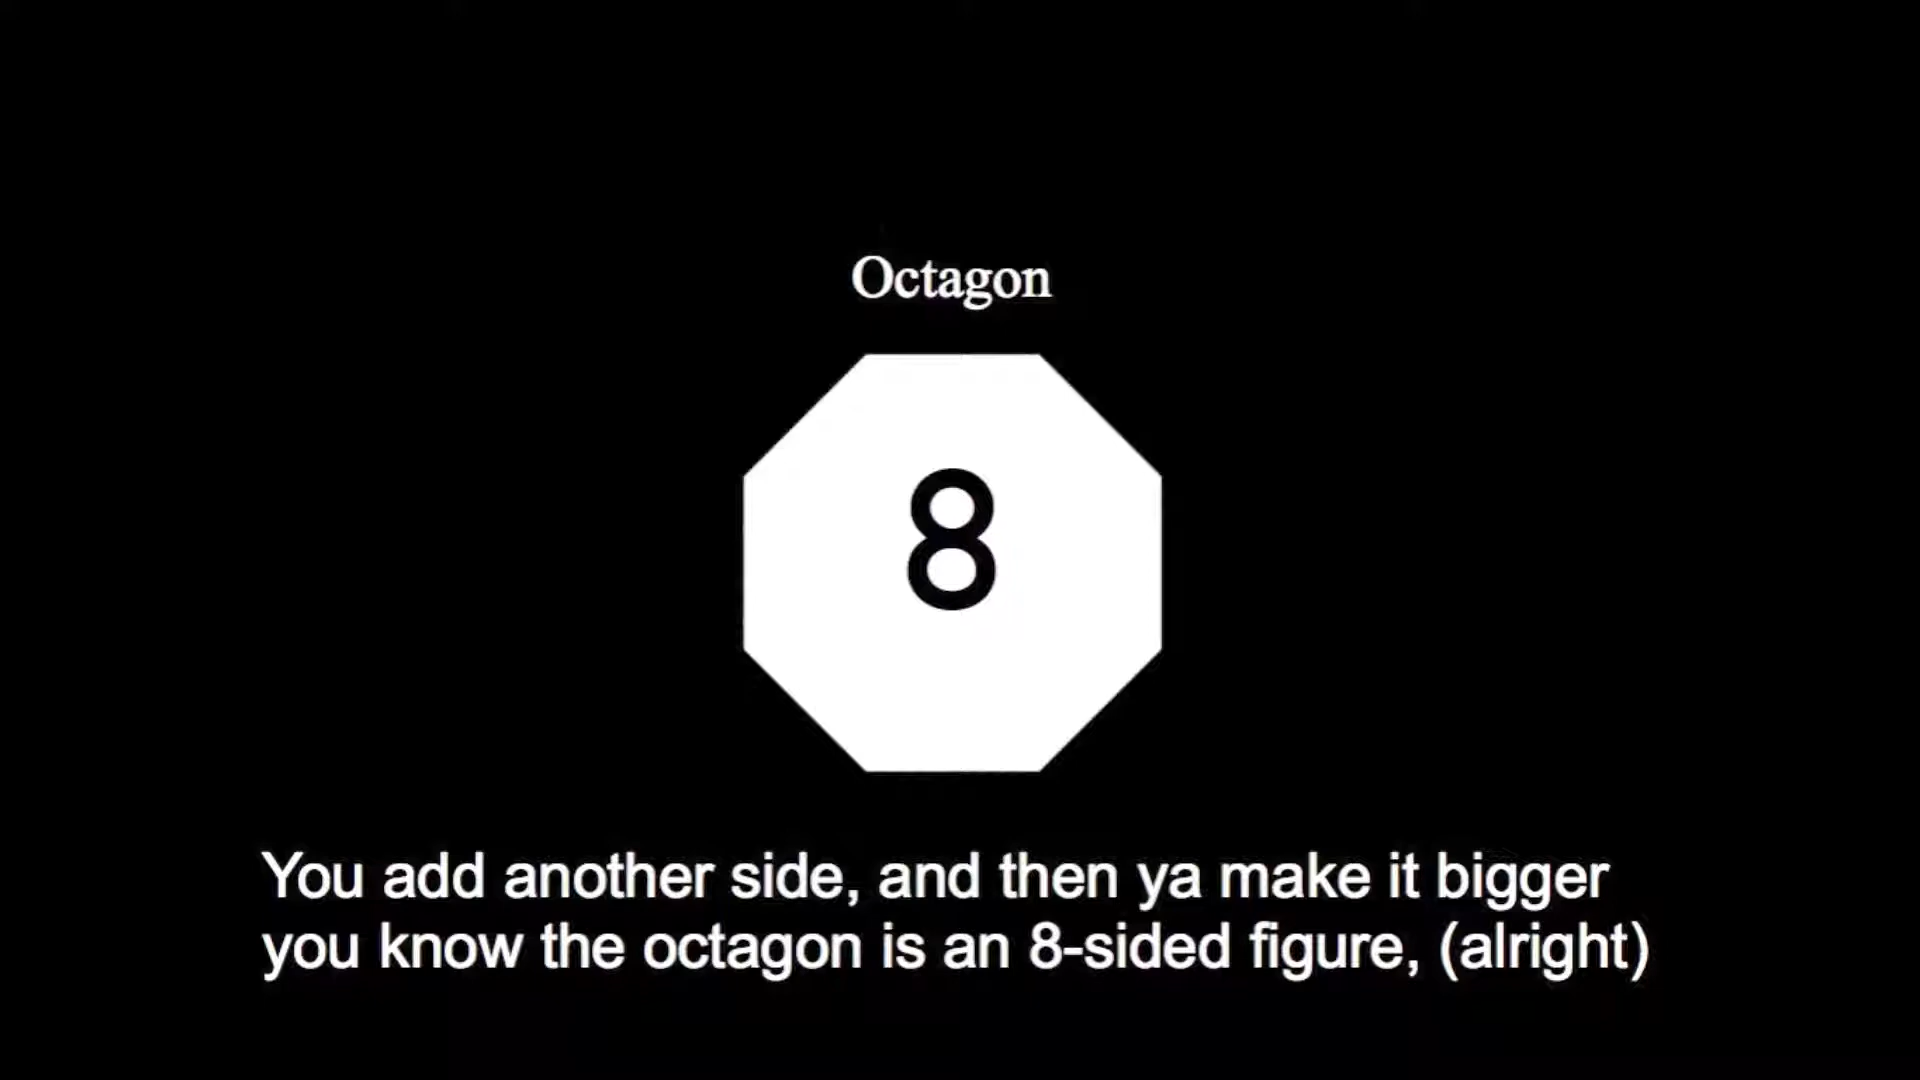 Octagon
8
You add another side, and then ya make it bigger
you know the octagon is an 8-sided figure, (alright)